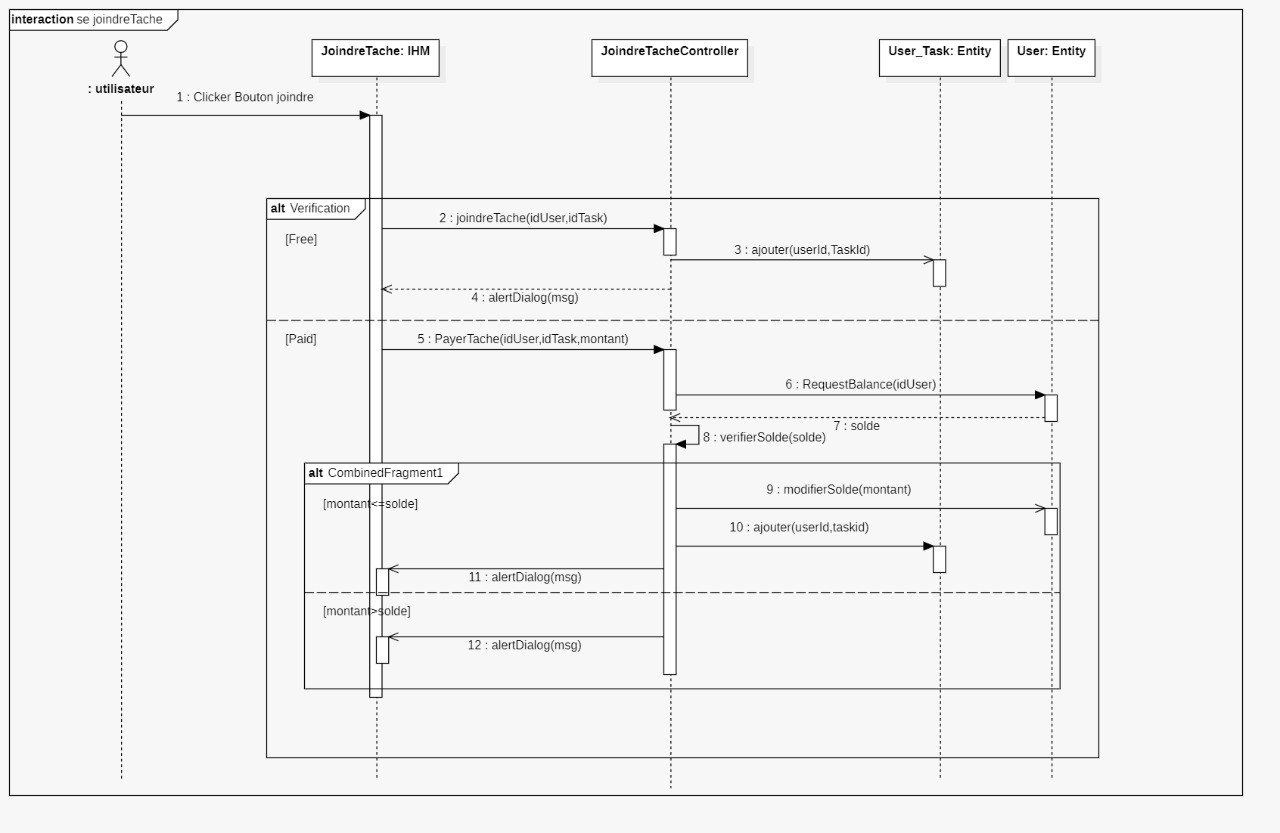 interaction se joindreTache
JoindreTache: IHM
JoindreTacheController
User_Task: Entity
User: Entity
: utilisateur
1 : Clicker Bouton joindre
alt Verification
2 : joindreTache(idUser,idTask)
[Free]
3 : ajouter(userId,TaskId)
4 : alertDialog(msg)
[Paid]
5 : PayerTache(idUser,idTask,montant)
6 : RequestBalance(idUser)
7 : solde
8 : verifierSolde(solde)
alt CombinedFragment1
9 : modifierSolde(montant)
[montant<=solde]
10 : ajouter(userId,taskid)
11 : alertDialog(msg)
[montant>solde]
12 : alertDialog(msg)